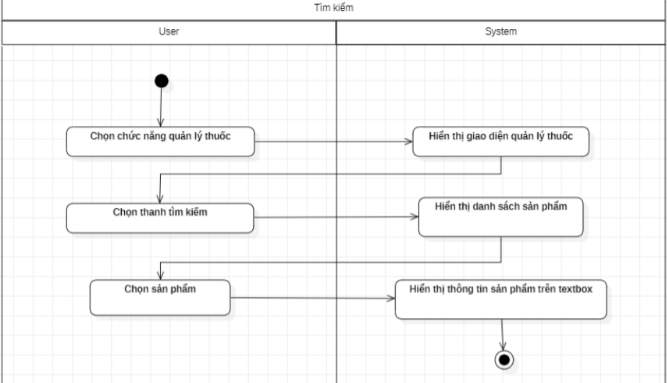 Tìm kiếm
User
System
Chọn chức năng quản lý thuốc
Hiển thị giao diện quản lý thuốc
Chọn thanh tìm kiếm
Hiển thị danh sách sản phẩm
Chọn sản phẩm
Hiển thị thông tin sản phẩm trên textbox